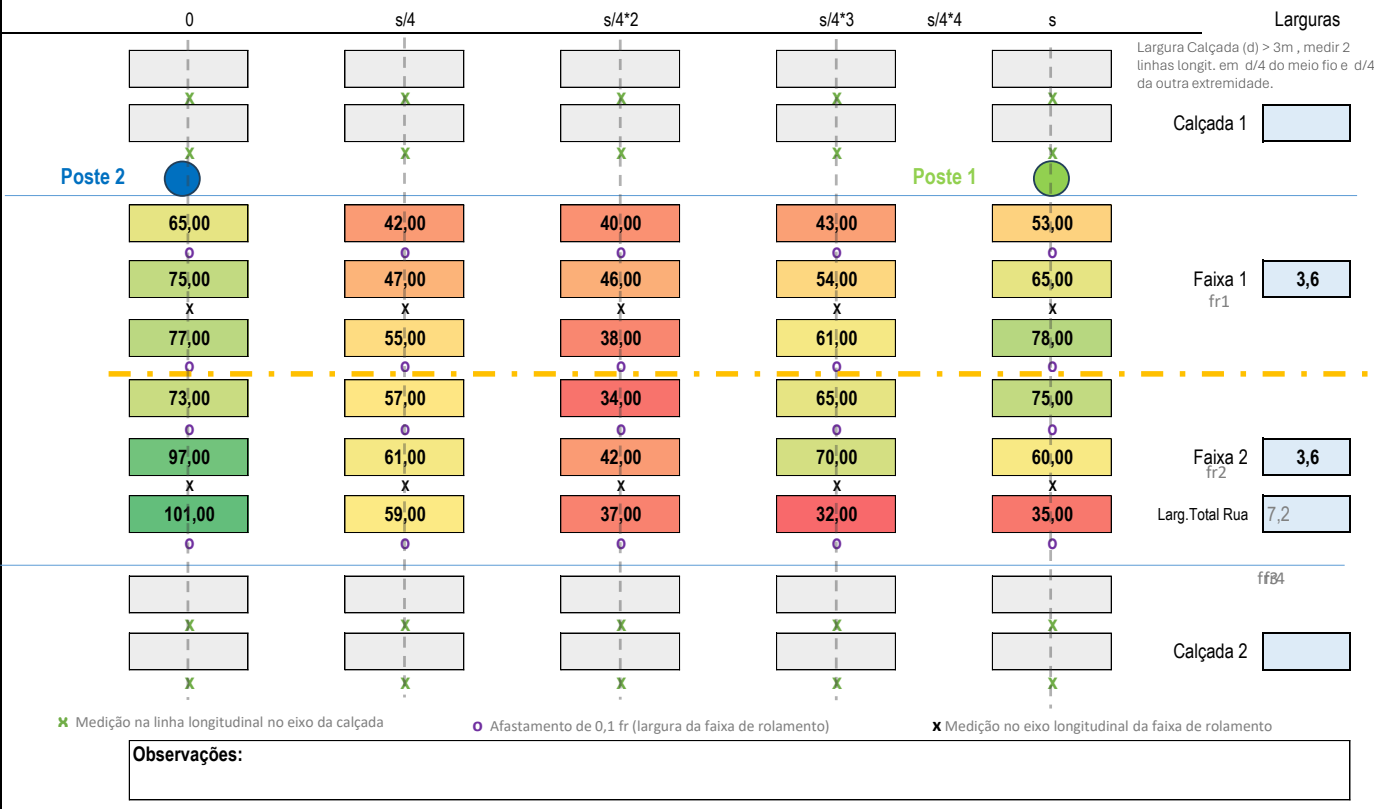 0 s/4 s/4*2 s/4*3 s/4*4 s Larguras
Largura Calçada (d) > 3m , medir 2
linhas longit. em d/4 do meio fio e d/4
da outra extremidade.
x x x x x
Calçada 1
x x x x x
Poste 2 Poste 1
65,00 42,00 40,00 43,00 53,00
o o o o o
75,00 47,00 46,00 54,00 65,00 Faixa 1 3,6
fr1
x x x x x
77,00 55,00 38,00 61,00 78,00
o o o o o
73,00 57,00 34,00 65,00 75,00
o o o o o
97,00 61,00 42,00 70,00 60,00 Faixa 2 3,6
fr2
x x x x x
101,00 59,00 37,00 32,00 35,00 Larg.Total Rua 7,2
o o o o o
x x x x x
Calçada 2
x x x x x
x Medição na linha longitudinal no eixo da calçada o Afastamento de 0,1 fr (largura da faixa de rolamento) x Medição no eixo longitudinal da faixa de rolamento
Observações: